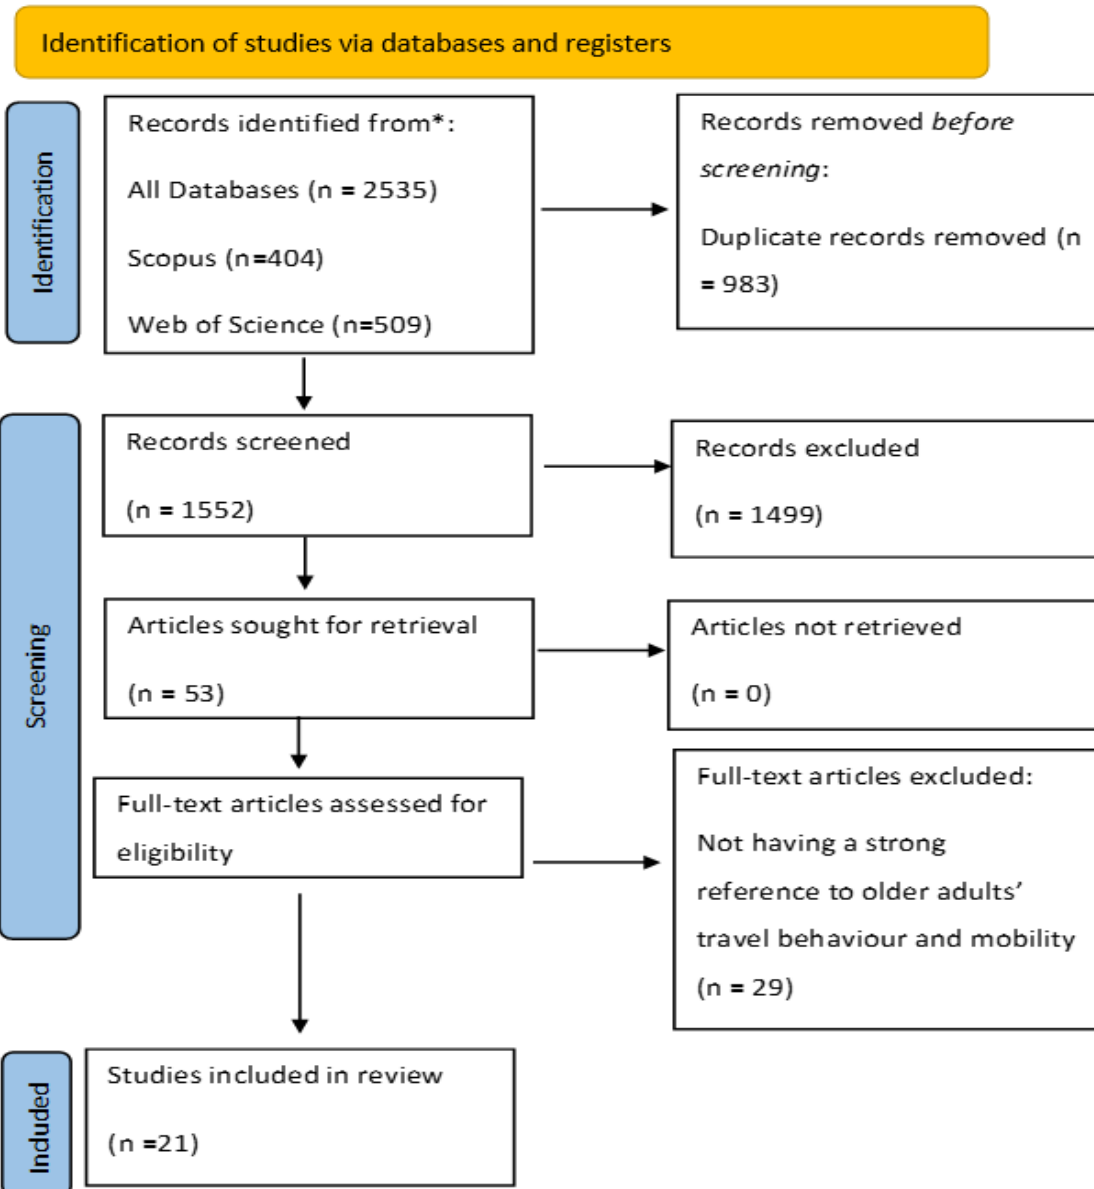 Identification of studies via databases and registers
Identification
Records identified from*:
All Databases (n = 2535)
Scopus (n=404)
Web of Science (n=509)
Records removed before
screening:
Duplicate records removed (n
= 983)
Screening
Records screened
(n = 1552)
Records excluded
(n = 1499)
Articles sought for retrieval
(n = 53)
Articles not retrieved
(n = 0)
Full-text articles assessed for
eligibility
Full-text articles excluded:
Not having a strong
reference to older adults’
travel behaviour and mobility
(n = 29)
Included
Studies included in review
(n =21)